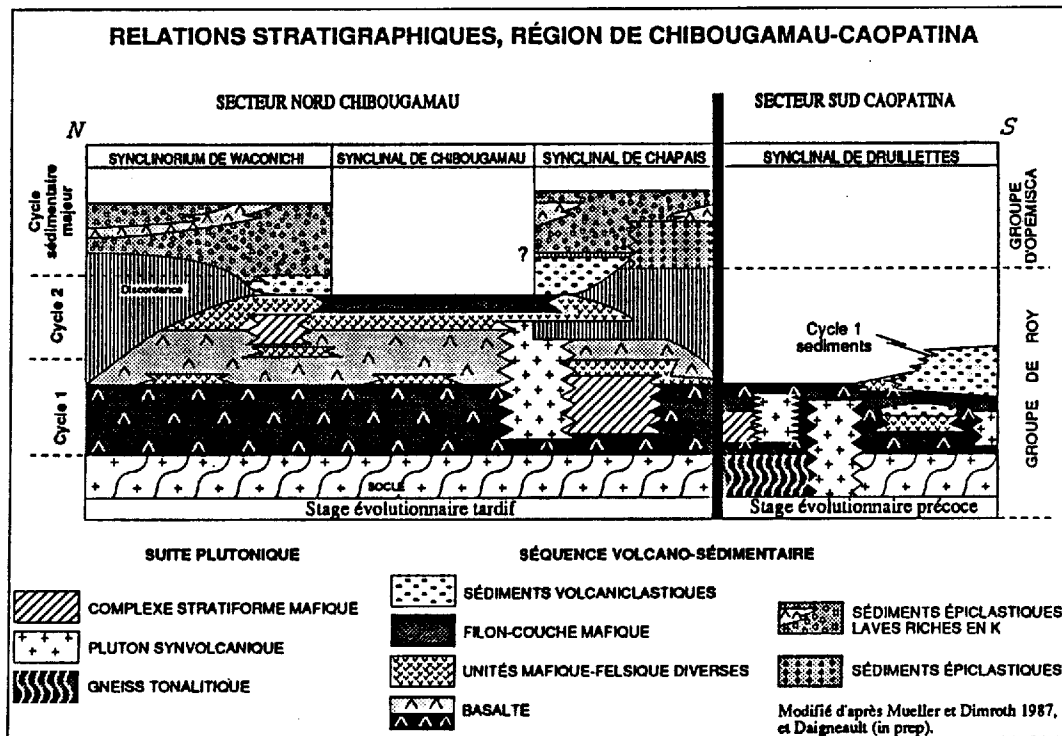 RELATIONS STRATIGRAPHIQUES, RÉGION DE CHIBOUGAMAU-CAOPATINA
SECTEUR NORD CHIBOUGAMAU
SECTEUR SUD CAOPATINA
N
S
SYNCLINORIUM DE WACONICHI
SYNCLINAL DE CHIBOUGAMAU
SYNCLINAL DE CHAPAIS
SYNCLINAL DE DRUILLETTES
Cycle
sédimentaire
majeur
Cycle 2
Cycle 1
GROUPE
D'OPEMISCA
GROUPE DE ROY
?
Discordance
Cycle 1
sediments
SOCLE
Stage évolutionnaire tardif
Stage évolutionnaire précoce
SUITE PLUTONIQUE
COMPLEXE STRATIFORME MAFIQUE
PLUTON SYNVOLCANIQUE
GNEISS TONALITIQUE
SÉQUENCE VOLCANO-SÉDIMENTAIRE
SÉDIMENTS VOLCANICLASTIQUES
FILON-COUCHE MAFIQUE
UNITÉS MAFIQUE-FELSIQUE DIVERSES
BASALTE
SÉDIMENTS ÉPICLASTIQUES
LAVES RICHES EN K
SÉDIMENTS ÉPICLASTIQUES
Modifié d'après Mueller et Dimroth 1987,
et Daigneault (in prep).